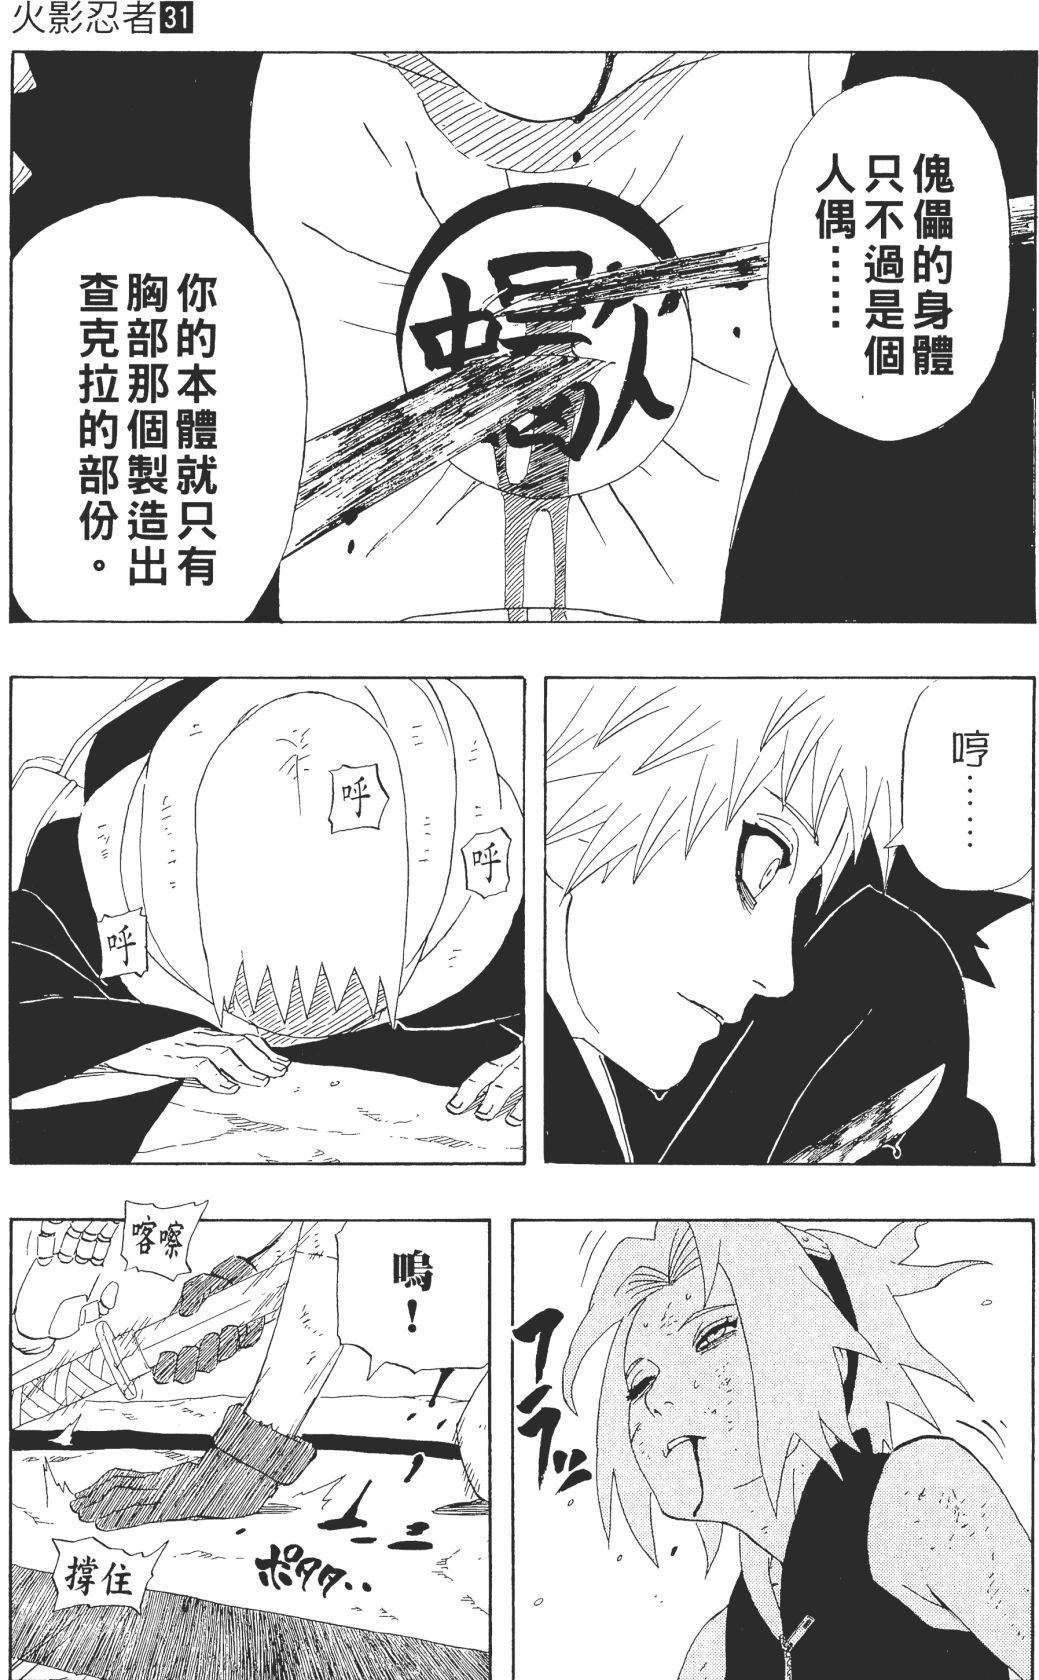 火影忍者31
傀儡的身體
只不過是個
人偶……
你的本體就只有
胸部那個製造出
查克拉的部份。
哼……
呼
呼
呼
フラッ
嗚！
喀嚓
ポタタ..
撐住